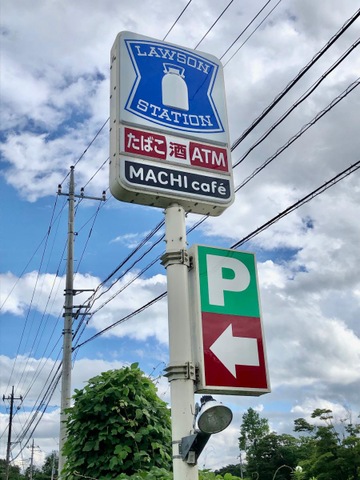 LAWSON
STATION
たばこ 酒 ATM
MACHI café
P